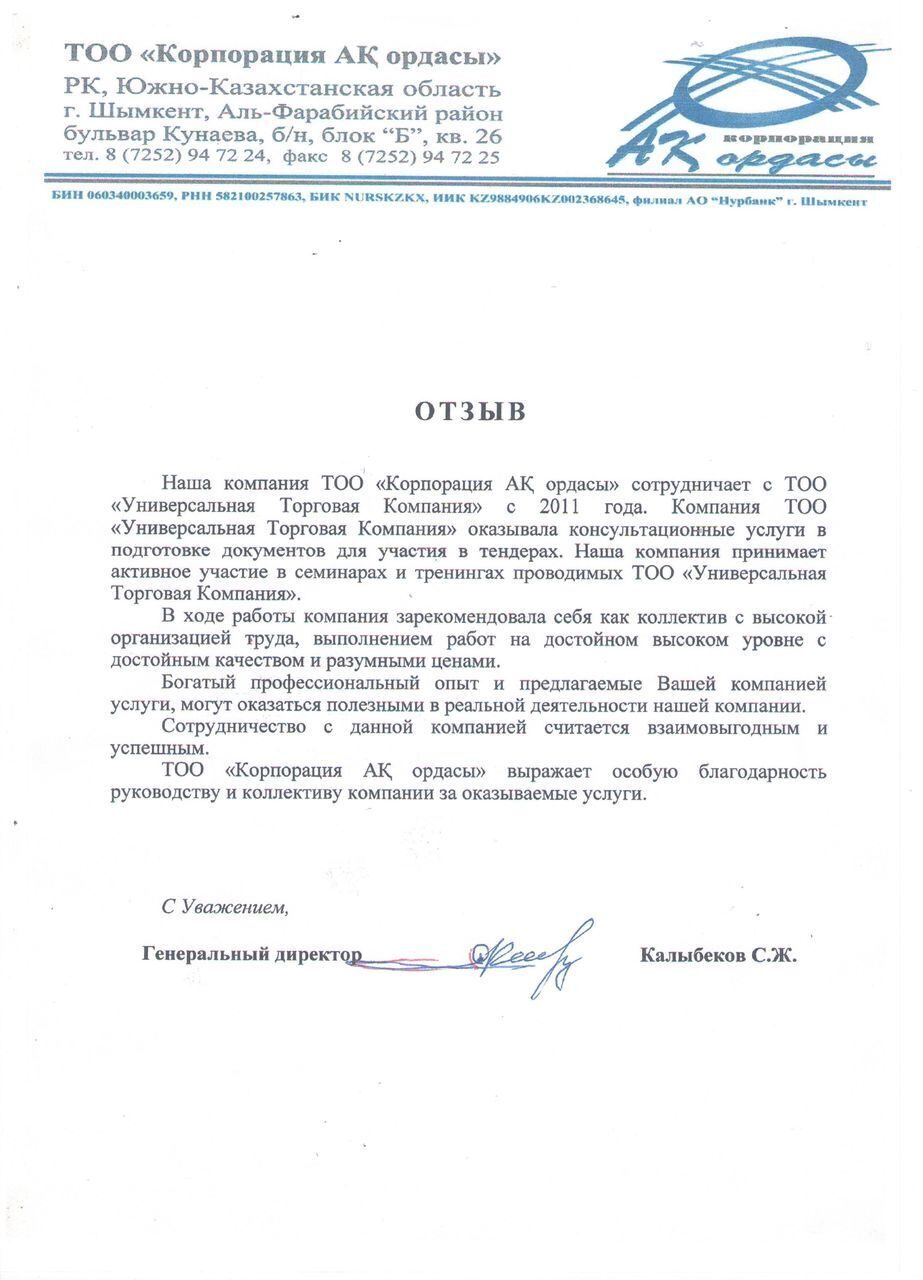 ТОО «Корпорация АҚ ордасы»
РК, Южно-Казахстанская область
г. Шымкент, Аль-Фарабийский район
бульвар Кунаева, б/н, блок “Б”, кв. 26
тел. 8 (7252) 94 72 24, факс 8 (7252) 94 72 25
корпорация
АҚ ордасы
БИН 060340003659, РНН 582100257863, БИК NURSKZKX, ИИК KZ9884906KZ002368645, филиал АО “Нурбанк” г. Шымкент
ОТЗЫВ
Наша компания ТОО «Корпорация АҚ ордасы» сотрудничает с ТОО
«Универсальная Торговая Компания» с 2011 года. Компания ТОО
«Универсальная Торговая Компания» оказывала консультационные услуги в
подготовке документов для участия в тендерах. Наша компания принимает
активное участие в семинарах и тренингах проводимых ТОО «Универсальная
Торговая Компания».
В ходе работы компания зарекомендовала себя как коллектив с высокой
организацией труда, выполнением работ на достойном высоком уровне с
достойным качеством и разумными ценами.
Богатый профессиональный опыт и предлагаемые Вашей компанией
услуги, могут оказаться полезными в реальной деятельности нашей компании.
Сотрудничество с данной компанией считается взаимовыгодным и
успешным.
ТОО «Корпорация АҚ ордасы» выражает особую благодарность
руководству и коллективу компании за оказываемые услуги.
С Уважением,
Генеральный директор Калыбеков С.Ж.